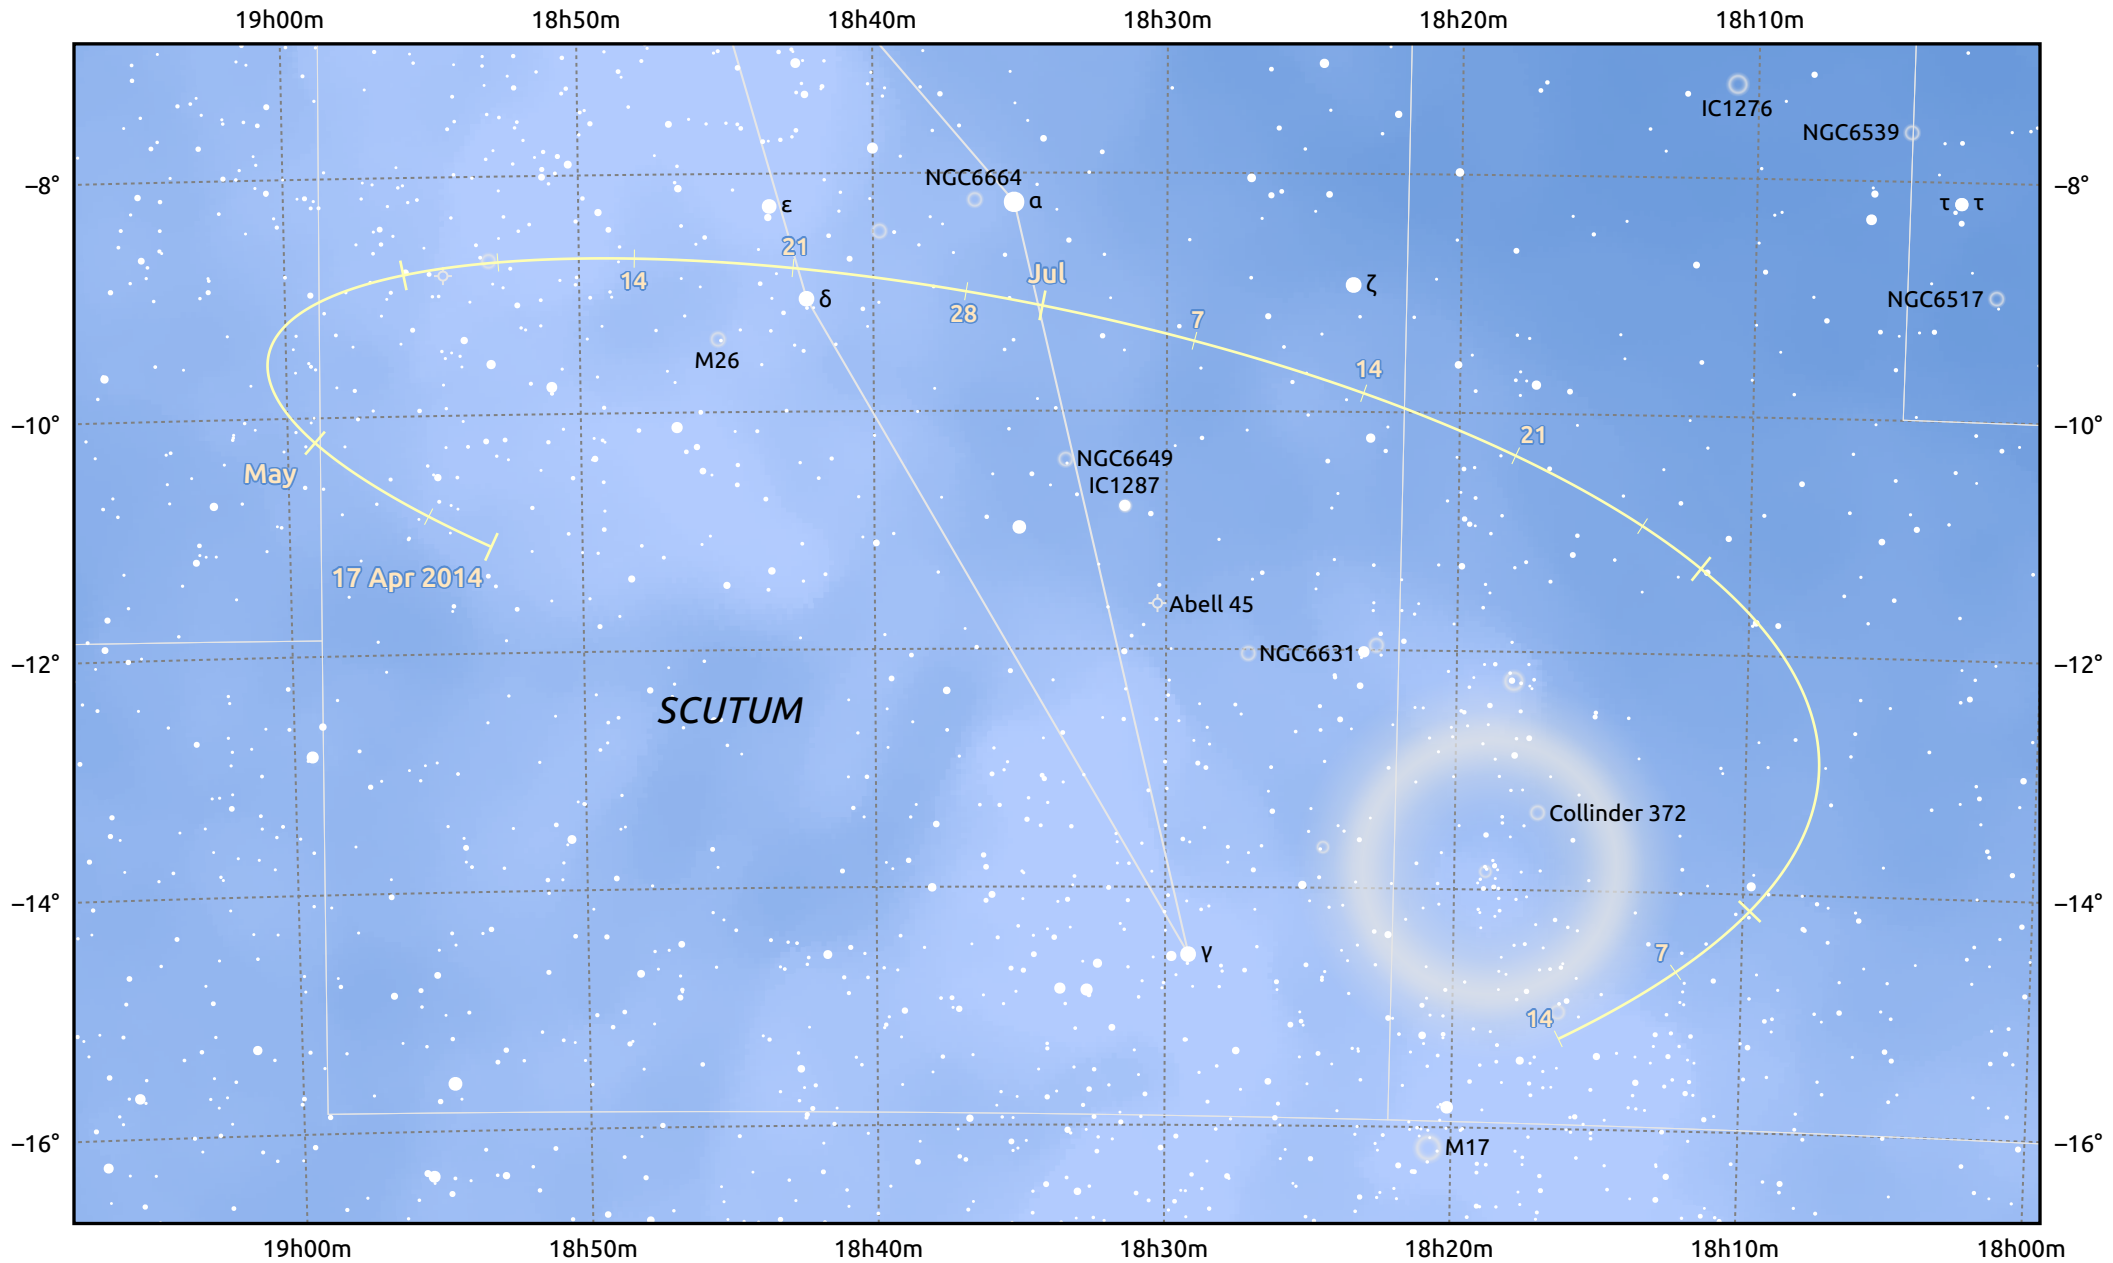 19h00m 18h50m 18h40m 18h30m 18h20m 18h10m
IC1276
NGC6539
−8° NGC6664 −8°
ε α τ τ
21
14 Jul ζ
δ 28 7 NGC6517
M26 14
−10° −10°
21
May NGC6649
IC1287
17 Apr 2014
Abell 45
−12° NGC6631 −12°
SCUTUM
Collinder 372
−14° −14°
γ 7
14
−16° M17 −16°
19h00m 18h50m 18h40m 18h30m 18h20m 18h10m 18h00m